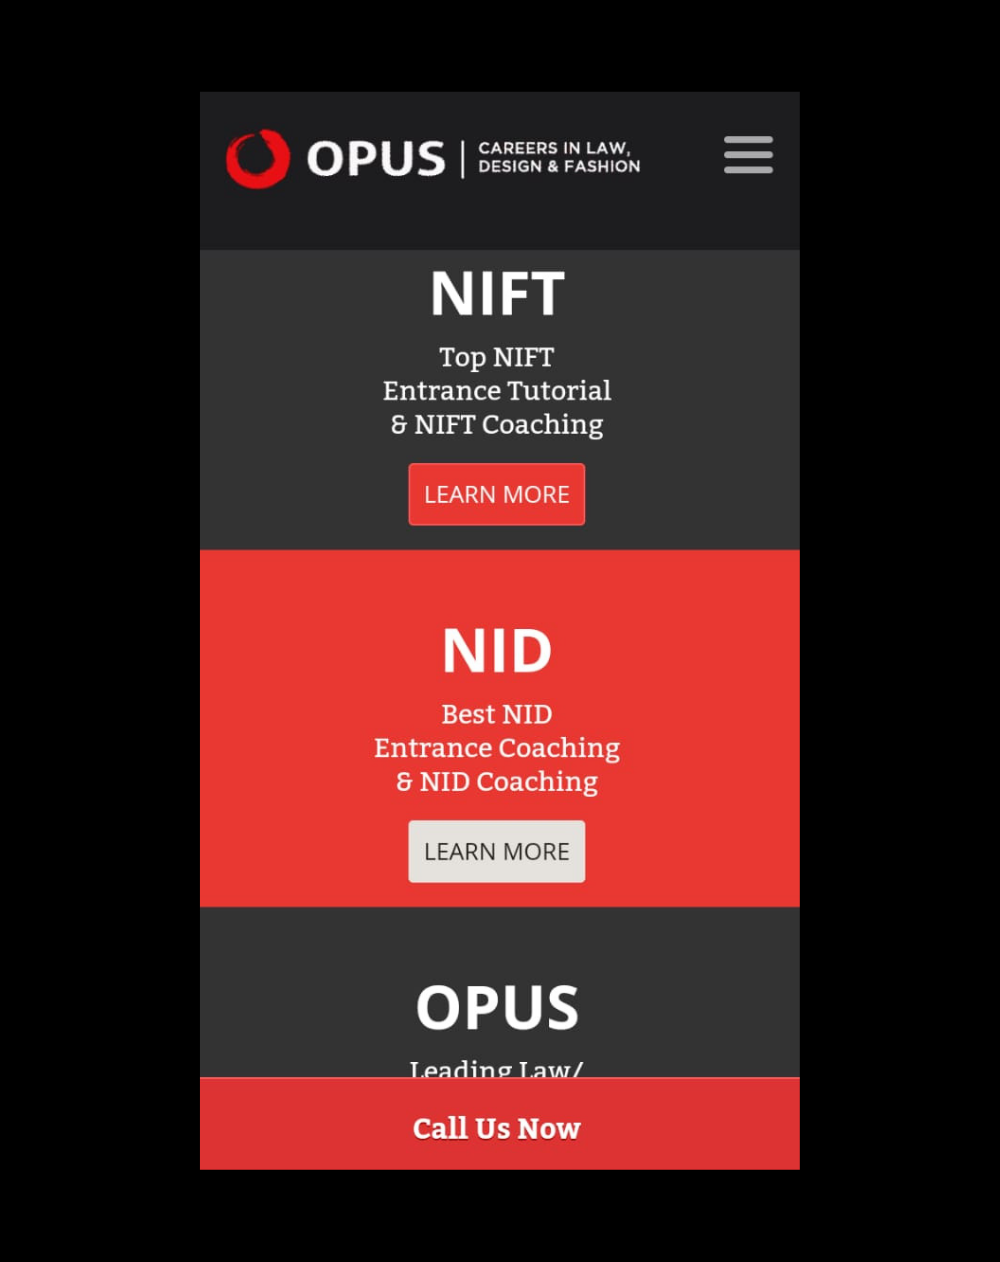 OPUS
CAREERS IN LAW,
DESIGN & FASHION
NIFT
Top NIFT
Entrance Tutorial
& NIFT Coaching
LEARN MORE
NID
Best NID
Entrance Coaching
& NID Coaching
LEARN MORE
OPUS
Leading Law/
Call Us Now